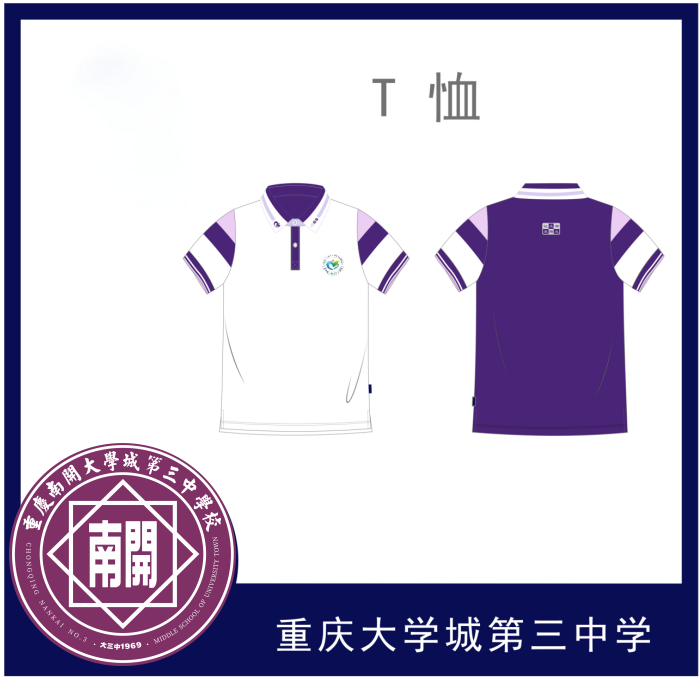 T 恤
重慶南開大學城第三中學校
南開
CHONGQING NANKAI NO.3 · 大三中1969 · MIDDLE SCHOOL OF UNIVERSITY TOWN
重庆大学城第三中学